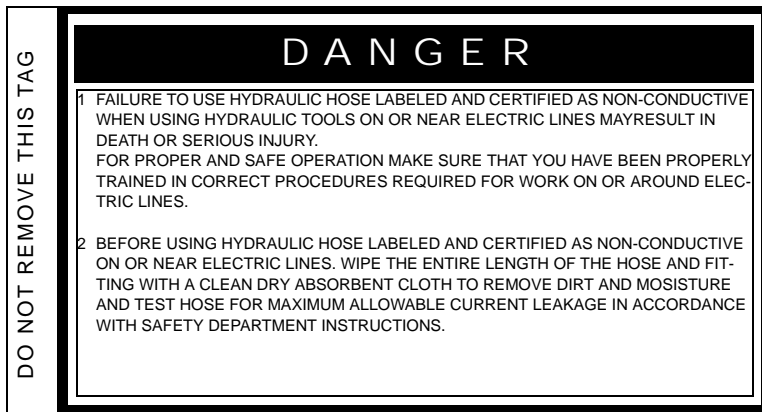 DO NOT REMOVE THIS TAG
DANGER
1 FAILURE TO USE HYDRAULIC HOSE LABELED AND CERTIFIED AS NON-CONDUCTIVE
WHEN USING HYDRAULIC TOOLS ON OR NEAR ELECTRIC LINES MAYRESULT IN
DEATH OR SERIOUS INJURY.
FOR PROPER AND SAFE OPERATION MAKE SURE THAT YOU HAVE BEEN PROPERLY
TRAINED IN CORRECT PROCEDURES REQUIRED FOR WORK ON OR AROUND ELEC-
TRIC LINES.
2 BEFORE USING HYDRAULIC HOSE LABELED AND CERTIFIED AS NON-CONDUCTIVE
ON OR NEAR ELECTRIC LINES. WIPE THE ENTIRE LENGTH OF THE HOSE AND FIT-
TING WITH A CLEAN DRY ABSORBENT CLOTH TO REMOVE DIRT AND MOSISTURE
AND TEST HOSE FOR MAXIMUM ALLOWABLE CURRENT LEAKAGE IN ACCORDANCE
WITH SAFETY DEPARTMENT INSTRUCTIONS.